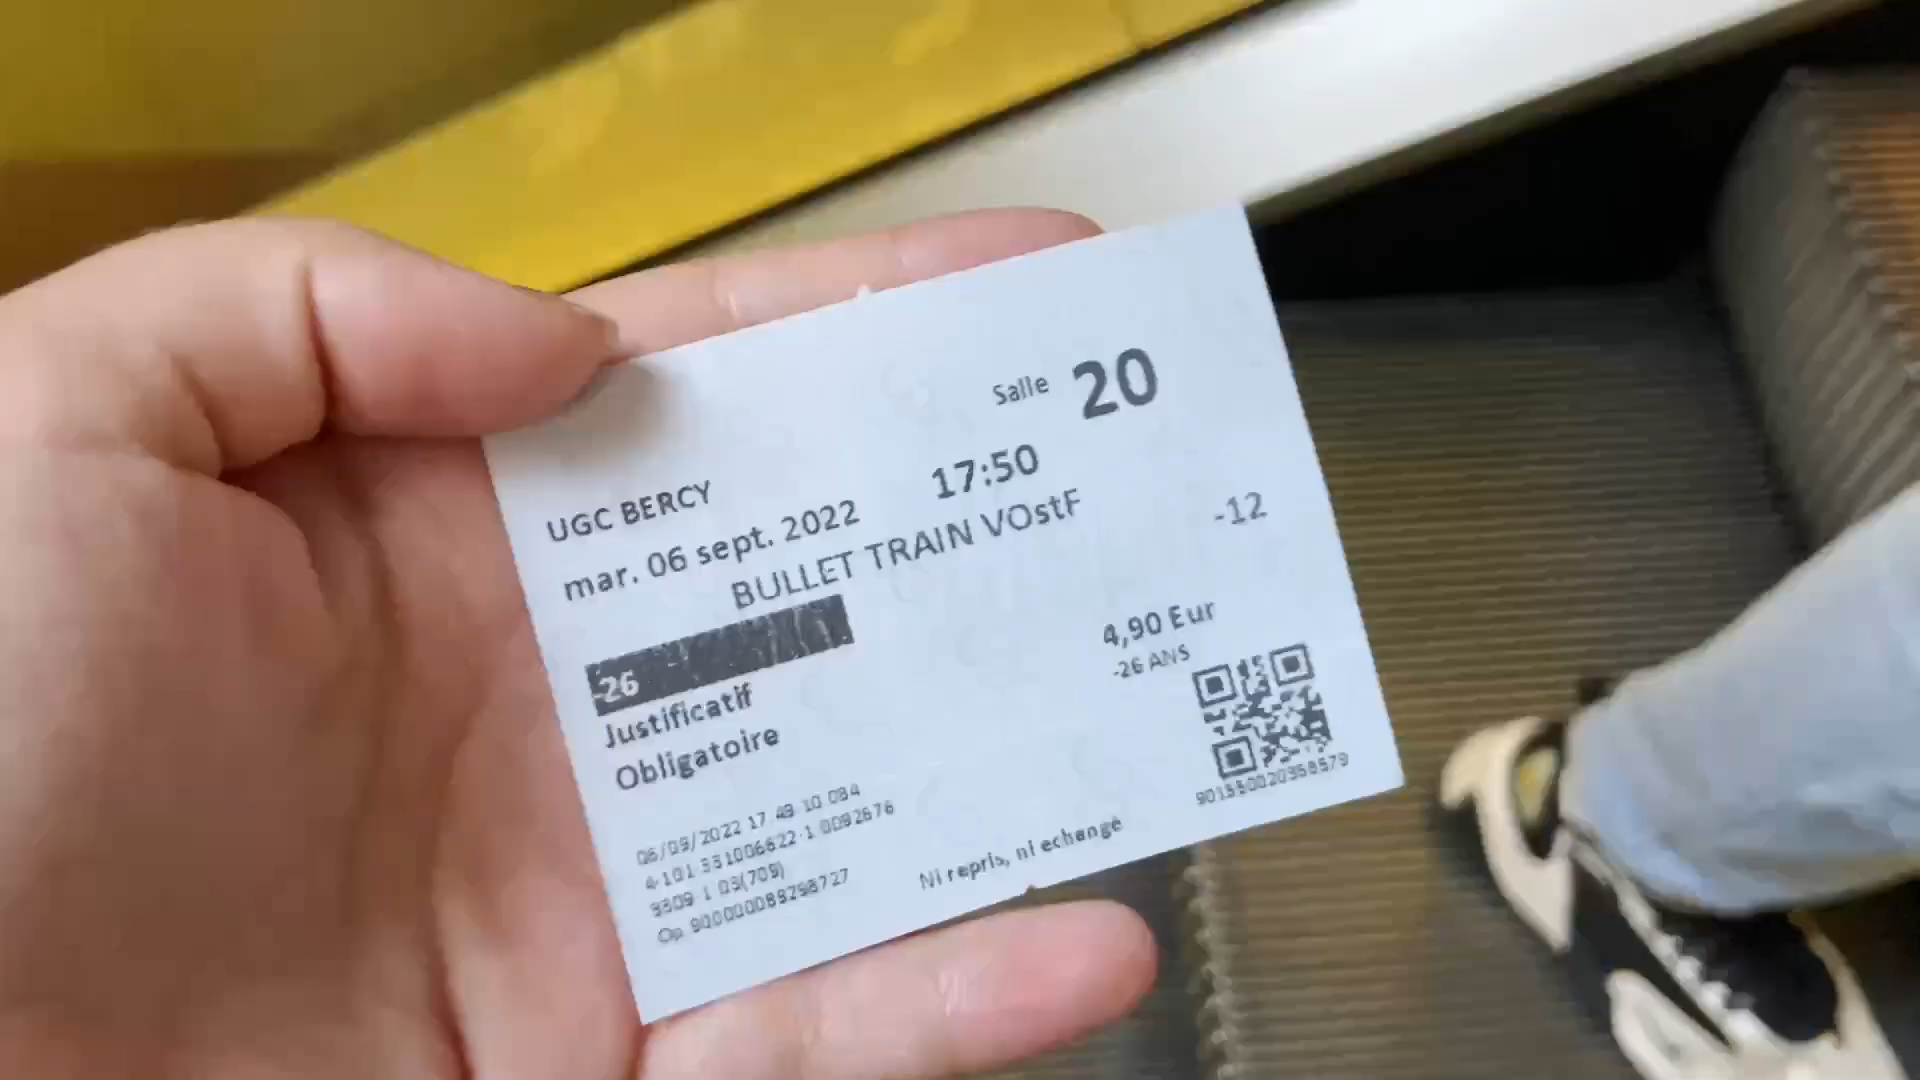 Salle 20
UGC BERCY
mar. 06 sept. 2022 17:50
BULLET TRAIN VOstF -12
-26 4,90 Eur
Justificatif -26 ANS
Obligatoire
06/09/2022 17 49 10 084
Ni repris, ni echangé